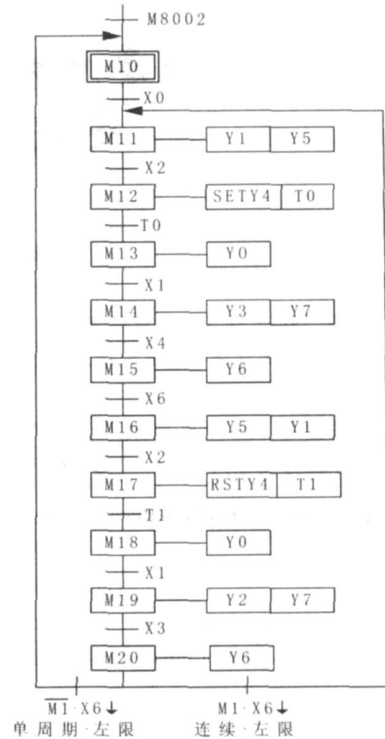 M8002
M10
X0
M11 Y1 Y5
X2
M12 SETY4 T0
T0
M13 Y0
X1
M14 Y3 Y7
X4
M15 Y6
X6
M16 Y5 Y1
X2
M17 RSTY4 T1
T1
M18 Y0
X1
M19 Y2 Y7
X3
M20 Y6
M̅1̅·X6↓ M1·X6↓
单周期·左限 连续·左限